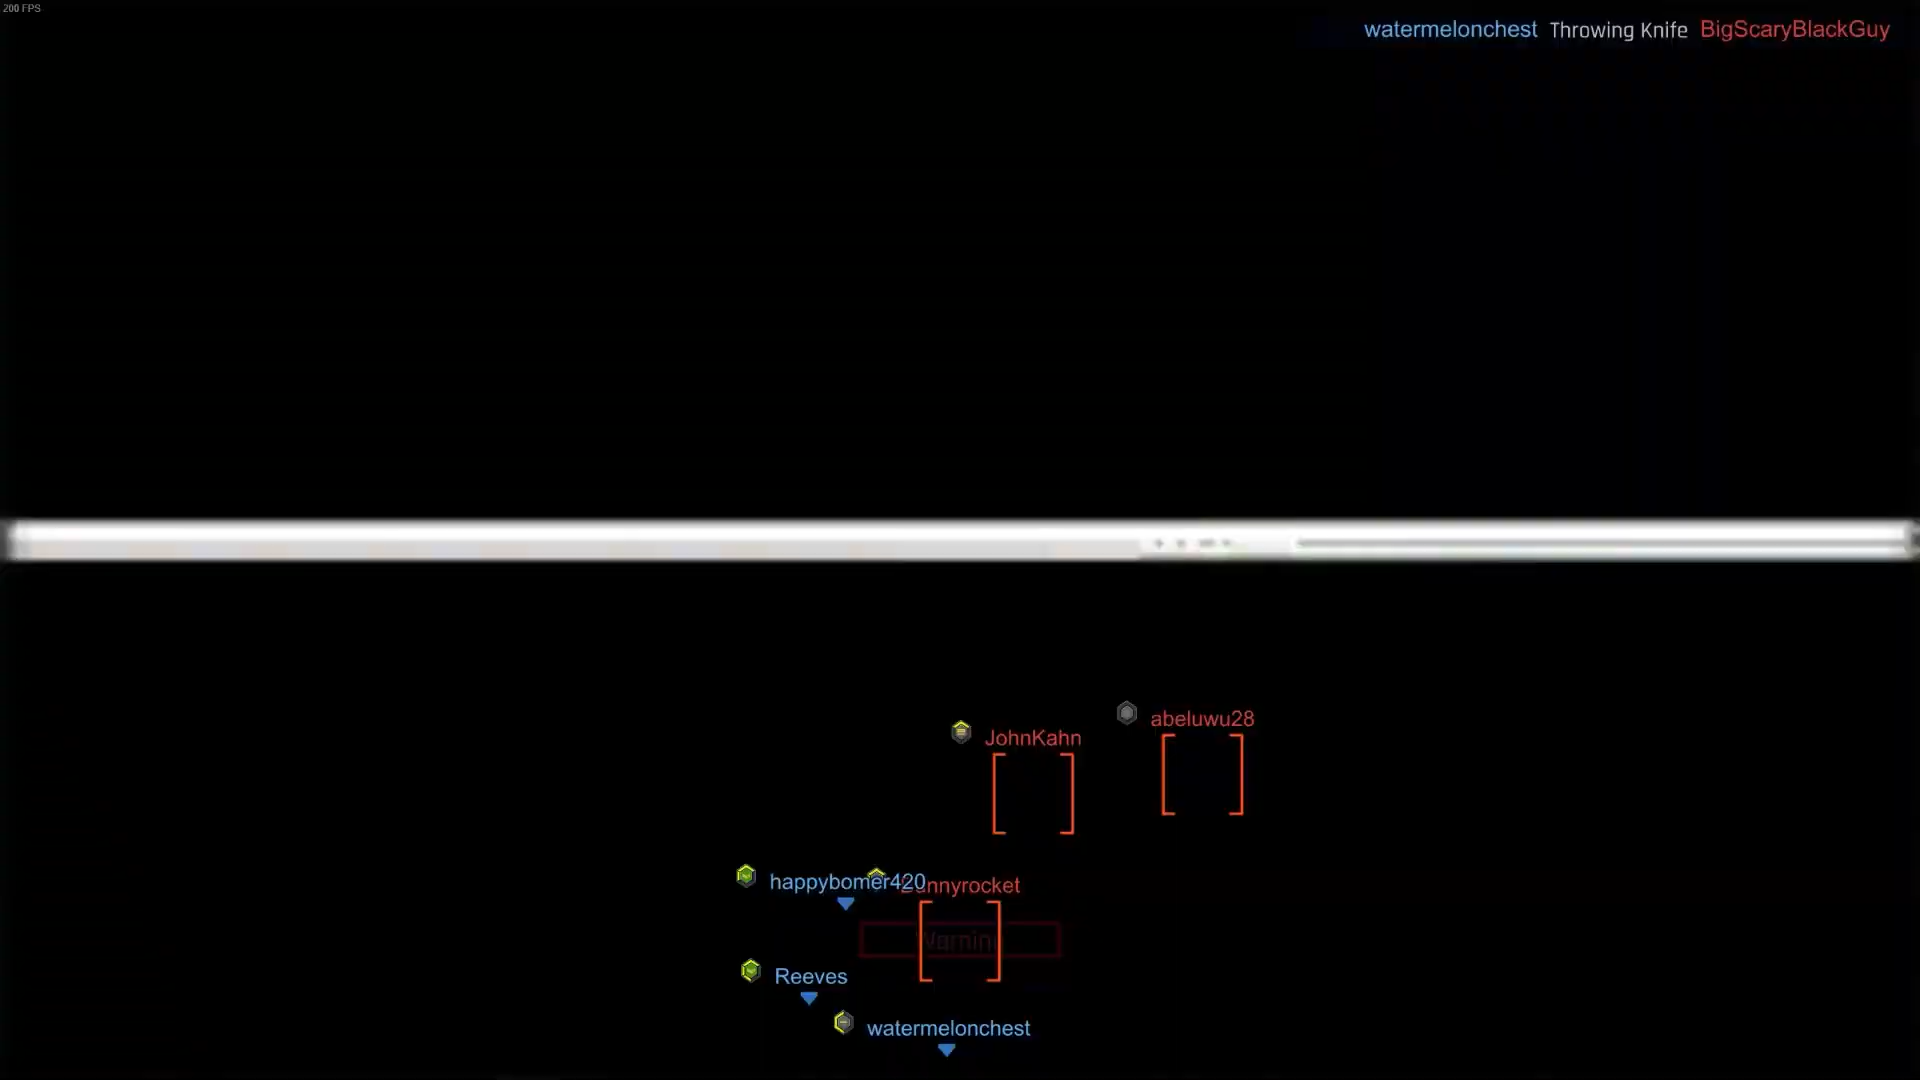 200 FPS
watermelonchest Throwing Knife BigScaryBlackGuy
abeluwu28
JohnKahn
happybomer420
Reeves
watermelonchest